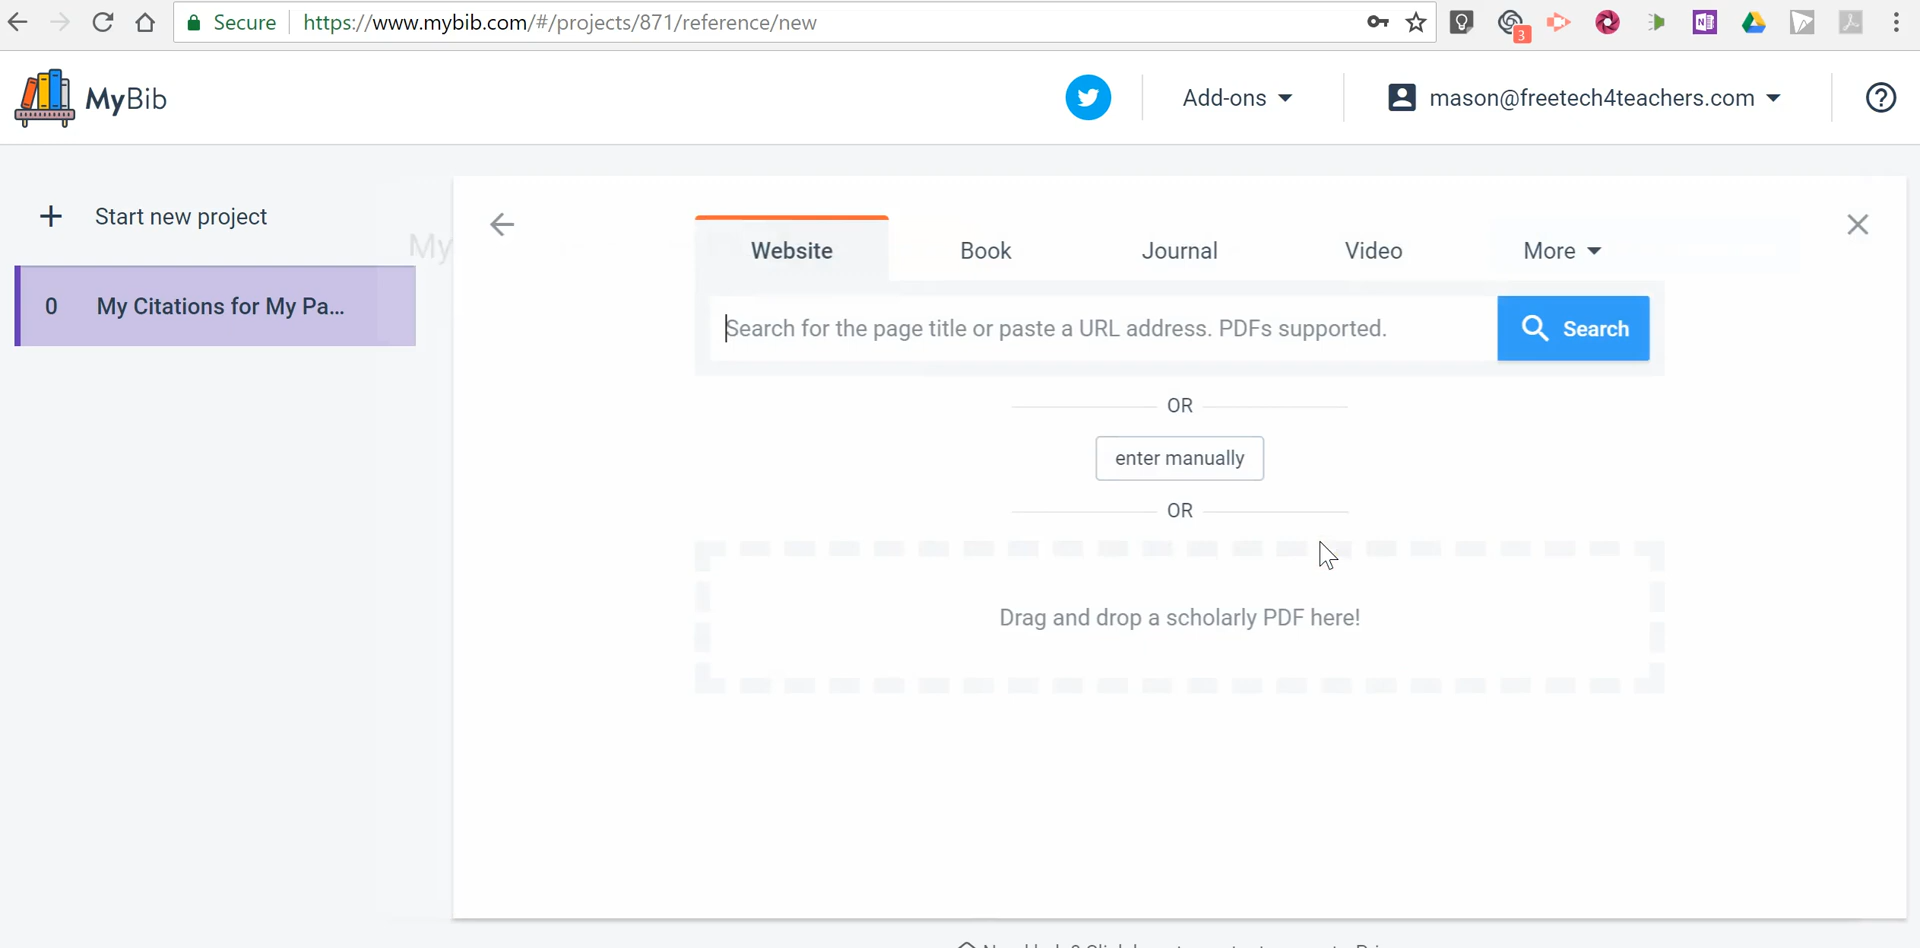 Secure https://www.mybib.com/#/projects/871/reference/new
3
MyBib
Add-ons
mason@freetech4teachers.com
Start new project
My
0 My Citations for My Pa...
Website Book Journal Video More
Search for the page title or paste a URL address. PDFs supported.
Search
OR
enter manually
OR
Drag and drop a scholarly PDF here!